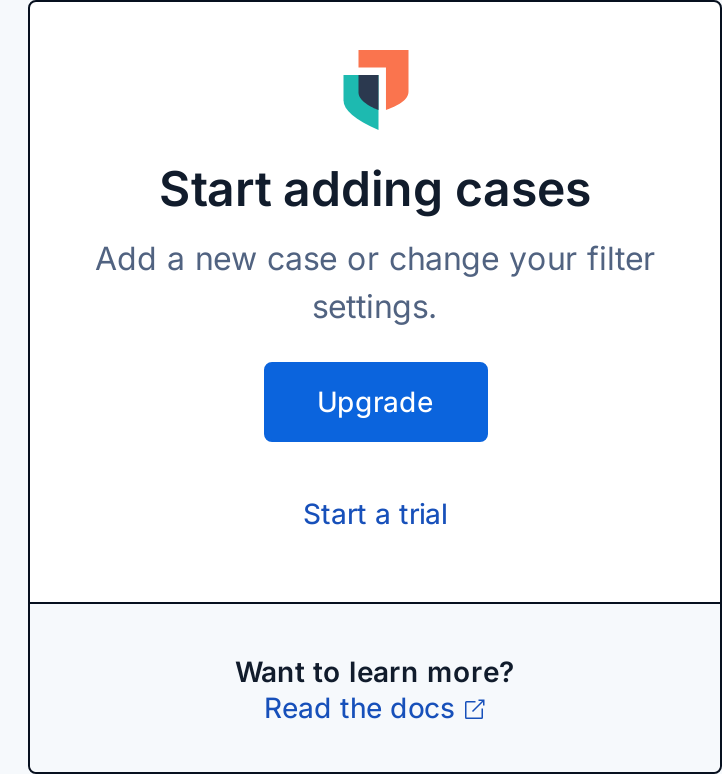 Start adding cases
Add a new case or change your filter
settings.
Upgrade
Start a trial
Want to learn more?
Read the docs